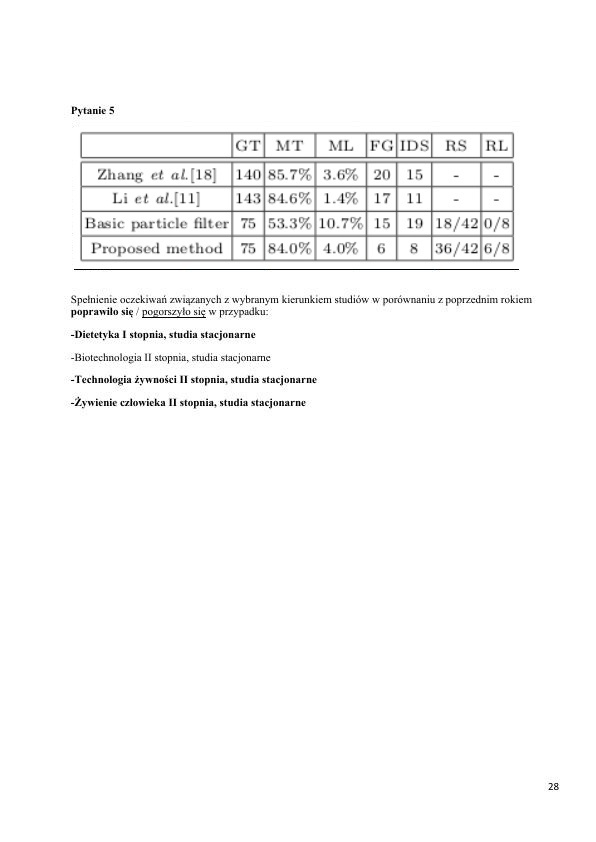 Pytanie 5
GT MT ML FG IDS RS RL
Zhang et al.[18] 140 85.7% 3.6% 20 15 - -
Li et al.[11] 143 84.6% 1.4% 17 11 - -
Basic particle filter 75 53.3% 10.7% 15 19 18/42 0/8
Proposed method 75 84.0% 4.0% 6 8 36/42 6/8
Spełnienie oczekiwań związanych z wybranym kierunkiem studiów w porównaniu z poprzednim rokiem
poprawiło się / pogorszyło się w przypadku:
-Dietetyka I stopnia, studia stacjonarne
-Biotechnologia II stopnia, studia stacjonarne
-Technologia żywności II stopnia, studia stacjonarne
-Żywienie człowieka II stopnia, studia stacjonarne
28